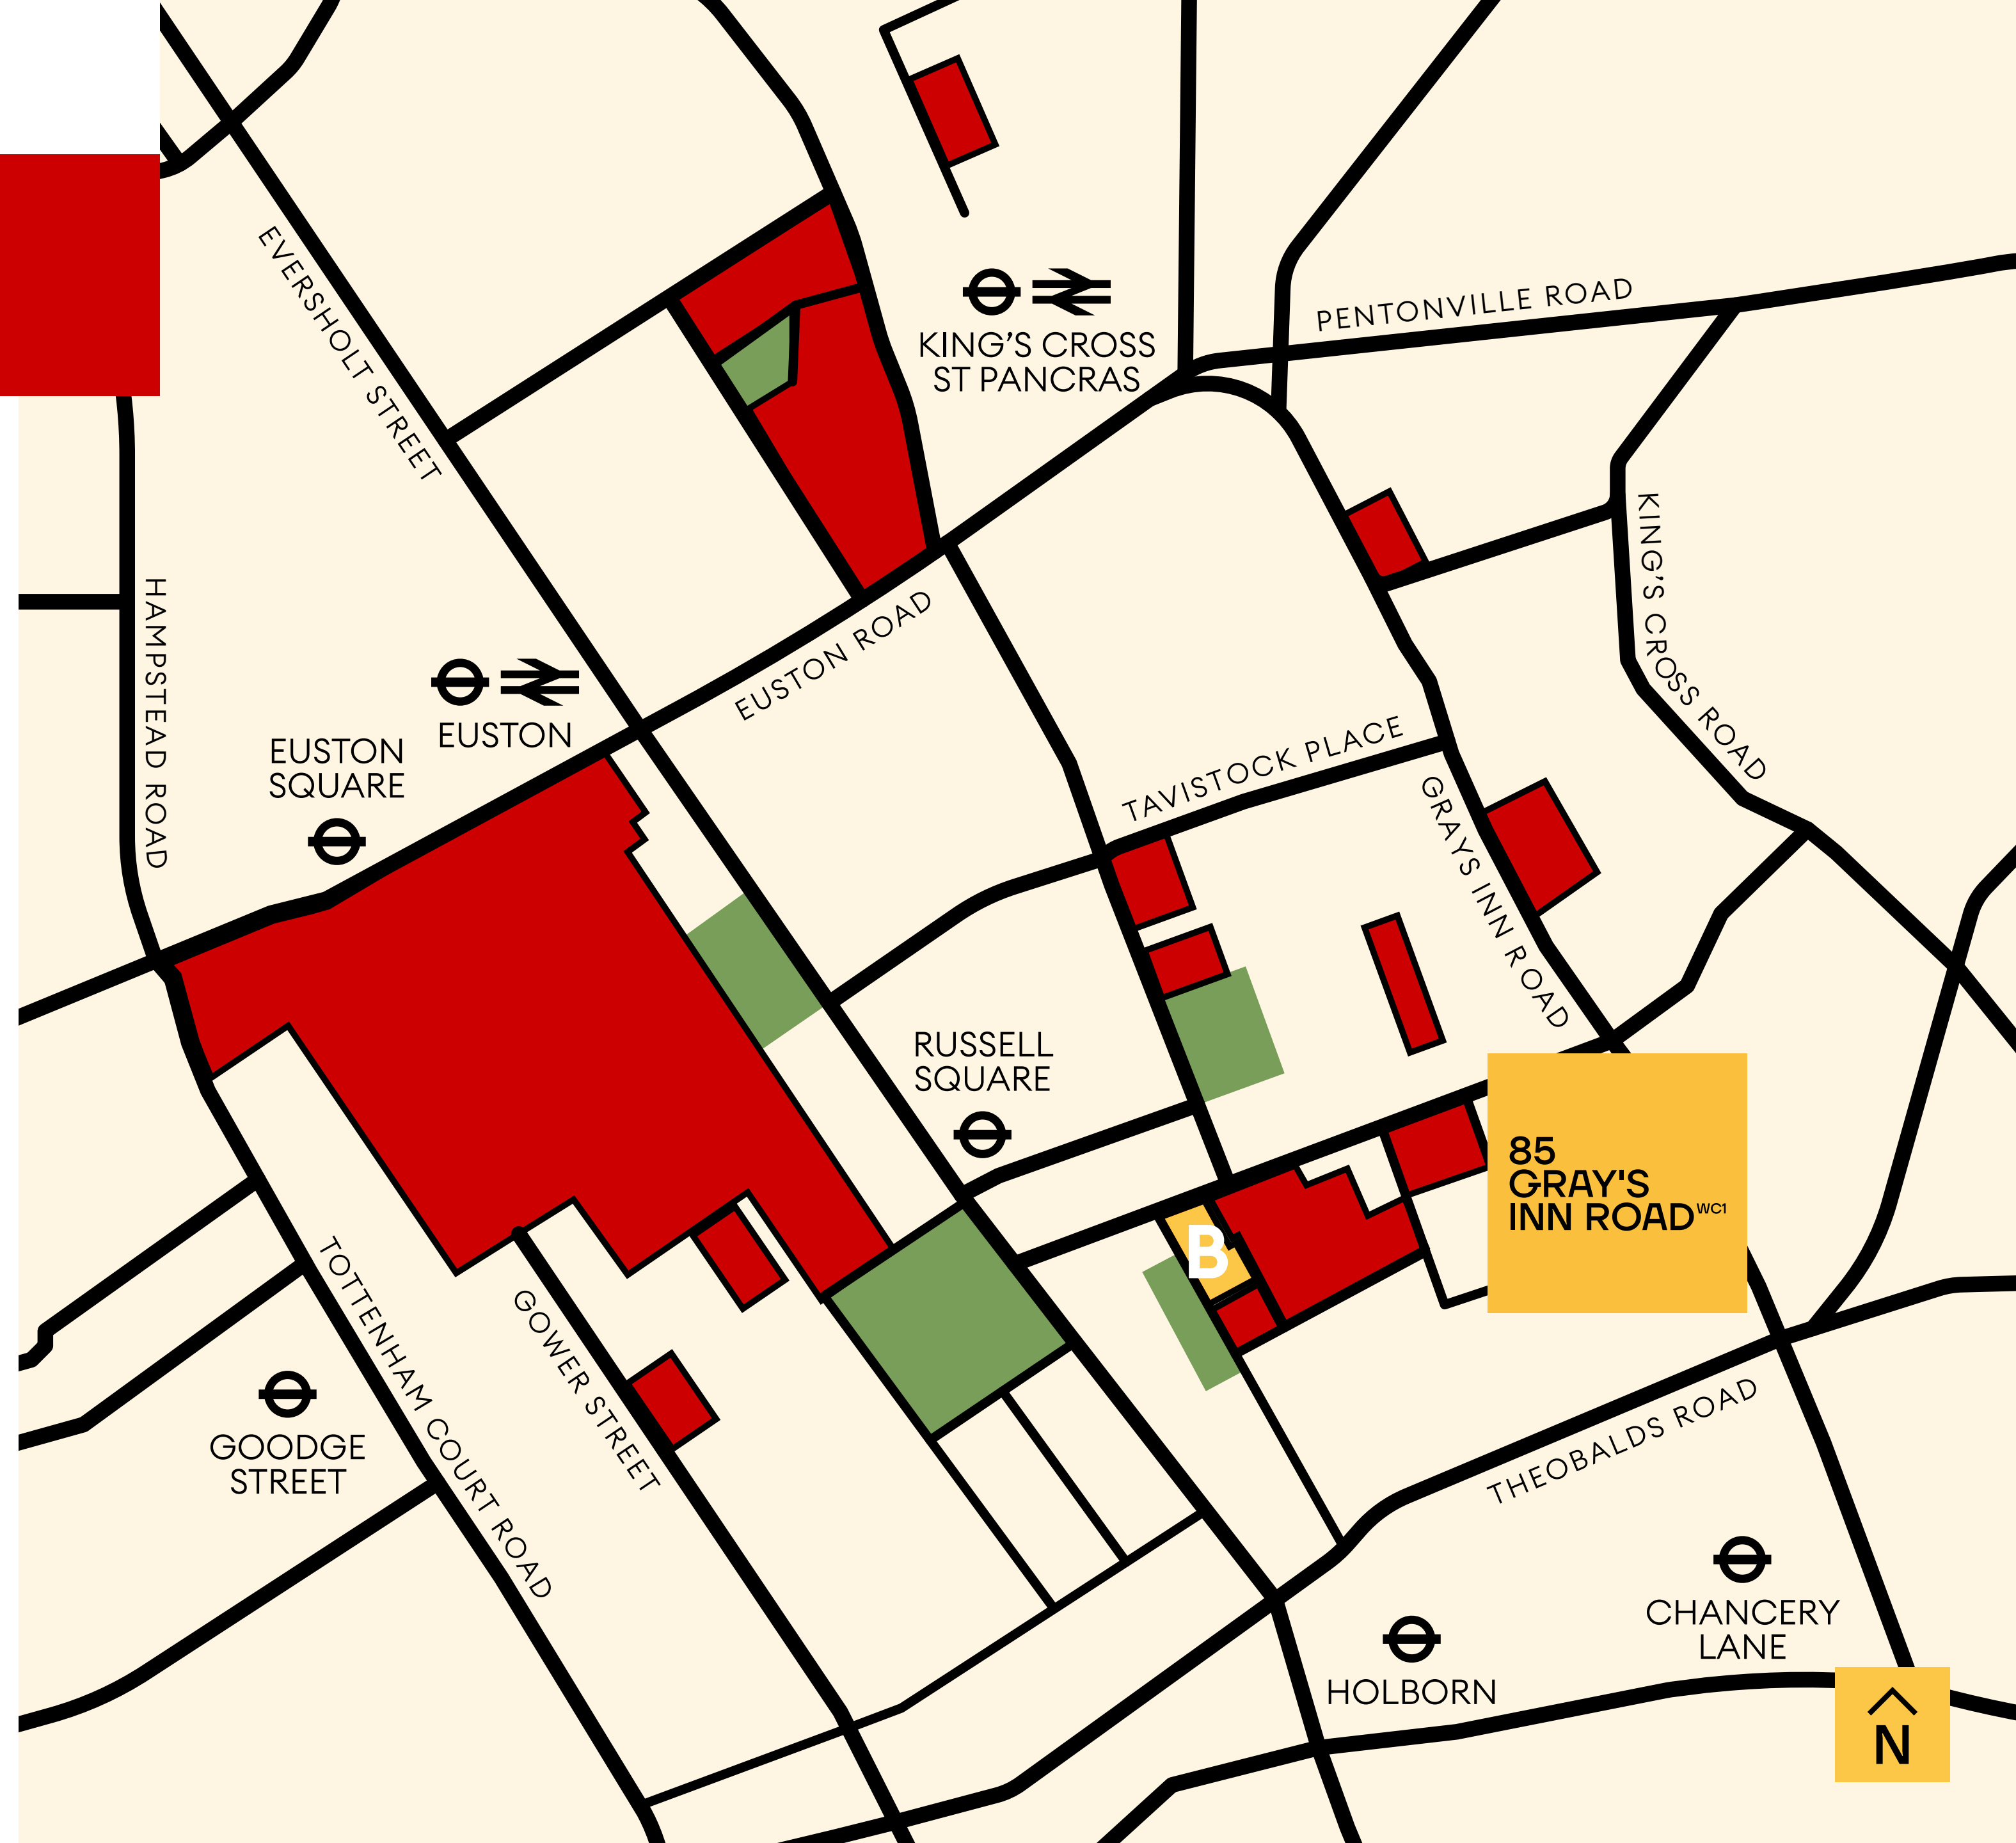 EVERSHOLT STREET
KING'S CROSS
ST PANCRAS
PENTONVILLE ROAD
KING'S CROSS ROAD
HAMPSTEAD ROAD
EUSTON ROAD
EUSTON
EUSTON
SQUARE
TAVISTOCK PLACE
GRAYS INN ROAD
RUSSELL
SQUARE
85
GRAY'S
INN ROAD WC1
B
TOTTENHAM COURT ROAD
GOWER STREET
GOODGE
STREET
THEOBALDS ROAD
CHANCERY
LANE
HOLBORN
N